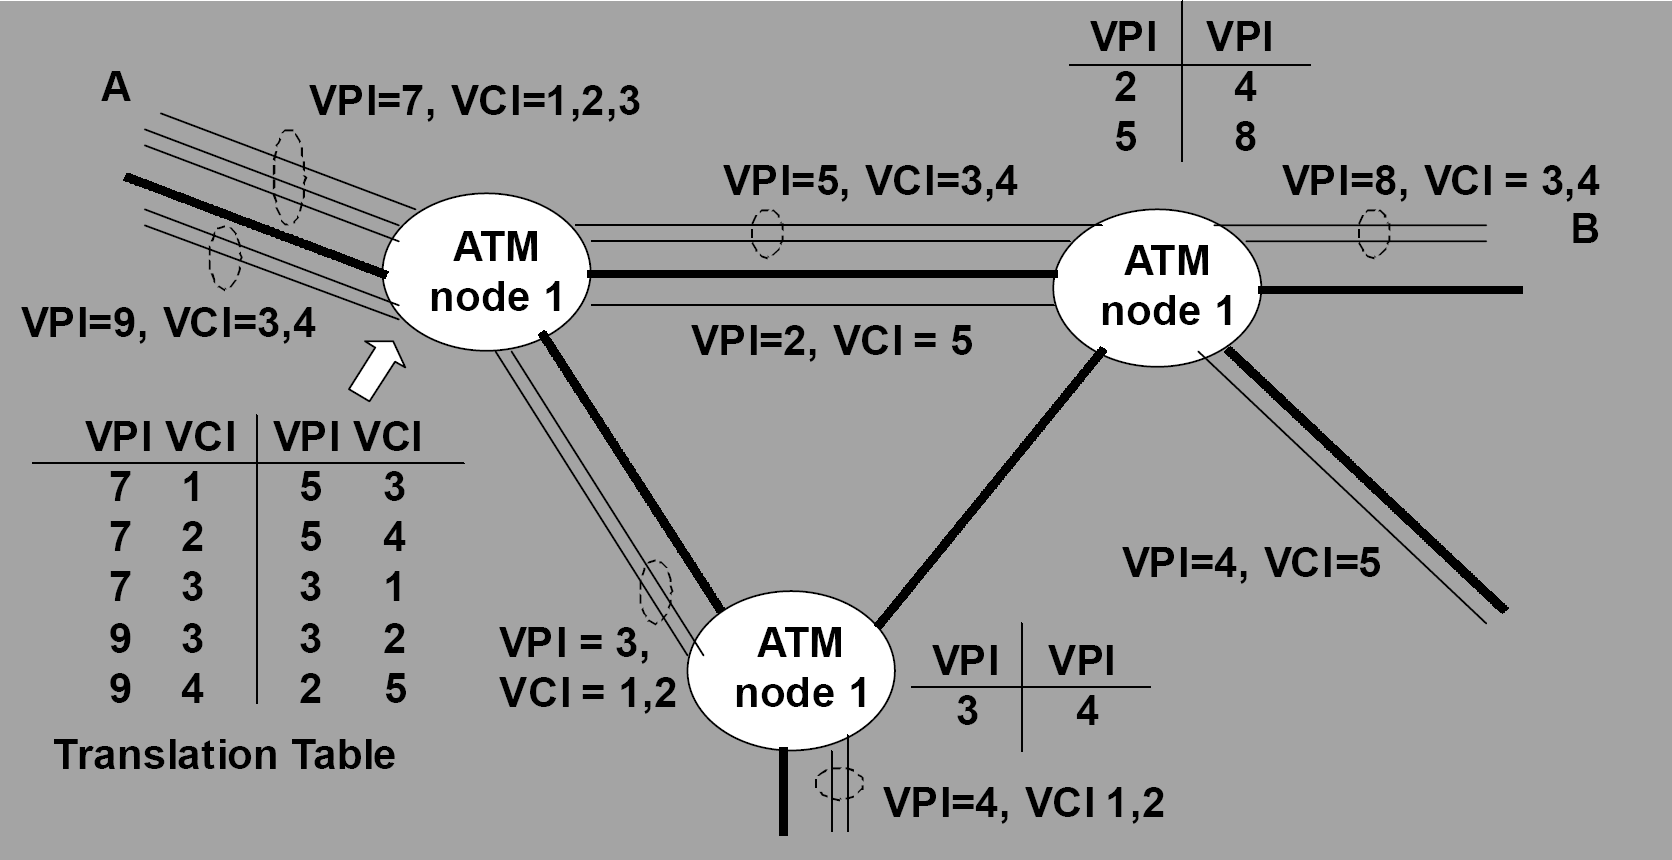 A
VPI=7, VCI=1,2,3
VPI VPI
2 4
5 8
VPI=5, VCI=3,4
VPI=8, VCI = 3,4
B
ATM
node 1
ATM
node 1
VPI=9, VCI=3,4
VPI=2, VCI = 5
VPI VCI VPI VCI
7 1 5 3
7 2 5 4
7 3 3 1
9 3 3 2
9 4 2 5
Translation Table
VPI=4, VCI=5
VPI = 3,
VCI = 1,2
ATM
node 1
VPI VPI
3 4
VPI=4, VCI 1,2